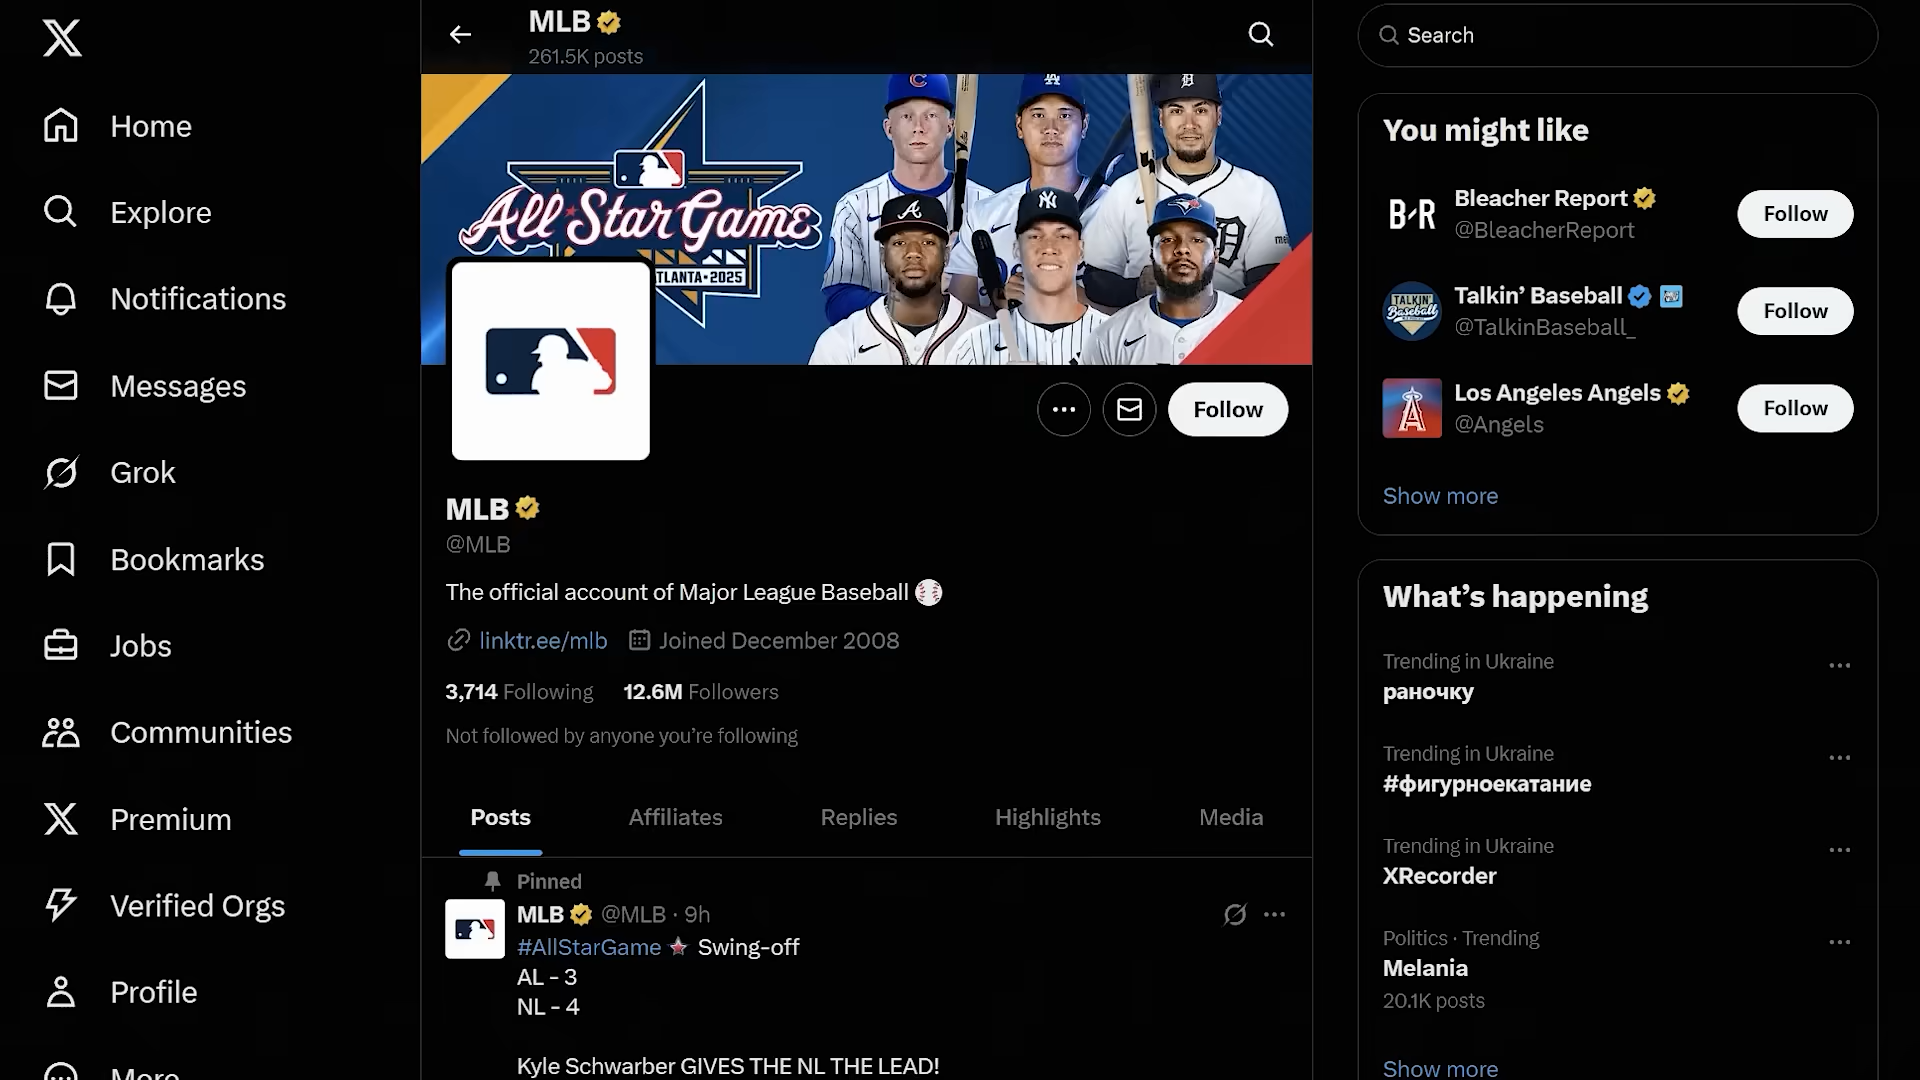 Home
Explore
Notifications
Messages
Grok
Bookmarks
Jobs
Communities
Premium
Verified Orgs
Profile
More
MLB
261.5K posts
All Star Game
ATLANTA • 2025
Follow
MLB
@MLB
The official account of Major League Baseball
linktr.ee/mlb Joined December 2008
3,714 Following 12.6M Followers
Not followed by anyone you’re following
Posts Affiliates Replies Highlights Media
Pinned
MLB @MLB · 9h
#AllStarGame Swing-off
AL - 3
NL - 4
Kyle Schwarber GIVES THE NL THE LEAD!
Search
You might like
B/R
Bleacher Report
@BleacherReport
Follow
TALKIN’ Baseball
Talkin’ Baseball
@TalkinBaseball_
Follow
Los Angeles Angels
@Angels
Follow
Show more
What’s happening
Trending in Ukraine
раночку
Trending in Ukraine
#фигурноекатание
Trending in Ukraine
XRecorder
Politics · Trending
Melania
20.1K posts
Show more